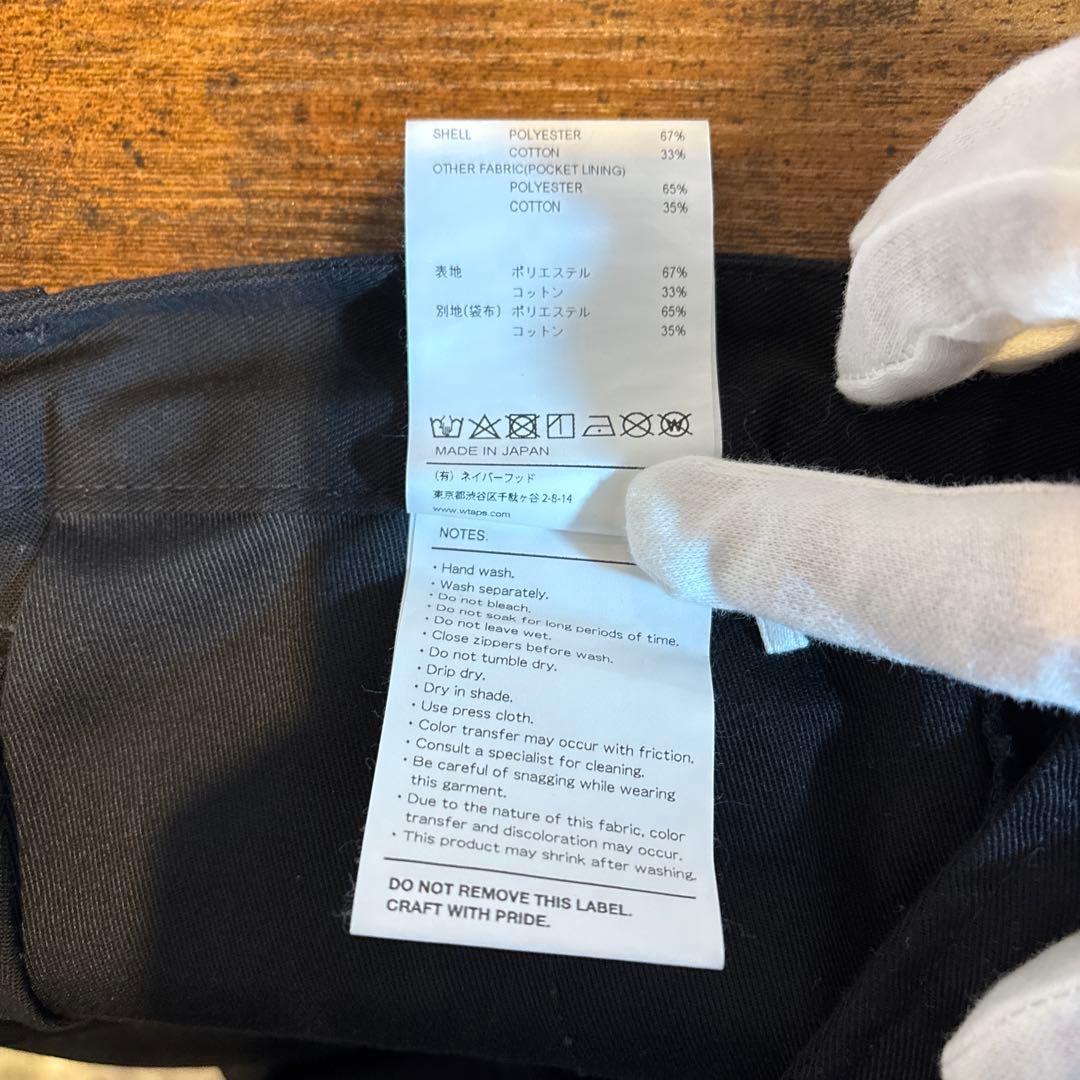 SHELL POLYESTER 67%
COTTON 33%
OTHER FABRIC(POCKET LINING)
POLYESTER 65%
COTTON 35%
表地 ポリエステル 67%
コットン 33%
別地(袋布) ポリエステル 65%
コットン 35%
W
MADE IN JAPAN
(有) ネイバーフッド
東京都渋谷区千駄ヶ谷 2-8-14
www.wtaps.com
NOTES.
・Hand wash.
・Wash separately.
・Do not bleach.
・Do not soak for long periods of time.
・Do not leave wet.
・Close zippers before wash.
・Do not tumble dry.
・Drip dry.
・Dry in shade.
・Use press cloth.
・Color transfer may occur with friction.
・Consult a specialist for cleaning.
・Be careful of snagging while wearing
this garment.
・Due to the nature of this fabric, color
transfer and discoloration may occur.
・This product may shrink after washing.
DO NOT REMOVE THIS LABEL.
CRAFT WITH PRIDE.